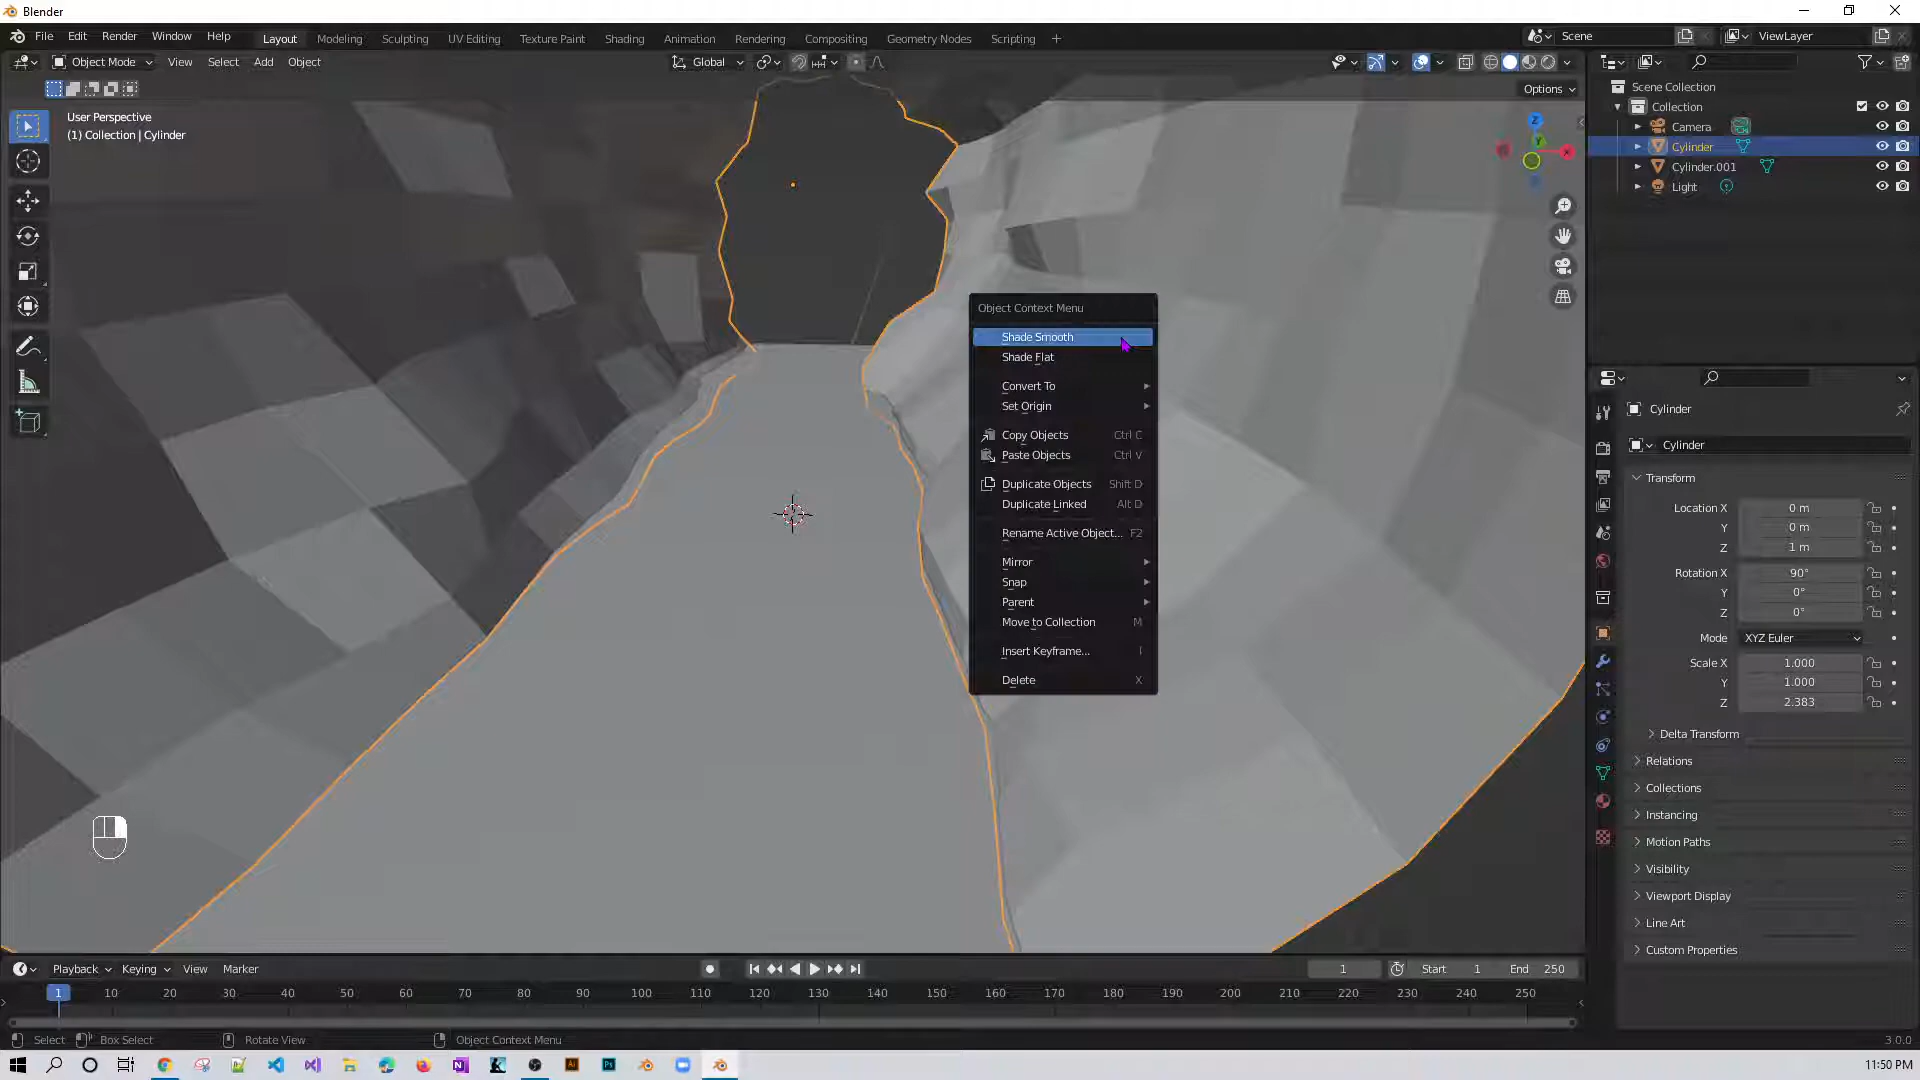 Blender
File Edit Render Window Help
Layout Modeling Sculpting UV Editing Texture Paint Shading Animation Rendering Compositing Geometry Nodes Scripting
Scene ViewLayer
Object Mode View Select Add Object
Global
Options
User Perspective
(1) Collection | Cylinder
Z
Y
X
Object Context Menu
Shade Smooth
Shade Flat
Convert To
Set Origin
Copy Objects Ctrl C
Paste Objects Ctrl V
Duplicate Objects Shift D
Duplicate Linked Alt D
Rename Active Object... F2
Mirror
Snap
Parent
Move to Collection M
Insert Keyframe... I
Delete X
Scene Collection
Collection
Camera
Cylinder
Cylinder.001
Light
Cylinder
Cylinder
Transform
Location X 0 m
Y 0 m
Z 1 m
Rotation X 90°
Y 0°
Z 0°
Mode XYZ Euler
Scale X 1.000
Y 1.000
Z 2.383
Delta Transform
Relations
Collections
Instancing
Motion Paths
Visibility
Viewport Display
Line Art
Custom Properties
Playback Keying View Marker
1 Start 1 End 250
1 10 20 30 40 50 60 70 80 90 100 110 120 130 140 150 160 170 180 190 200 210 220 230 240 250
Select Box Select Rotate View Object Context Menu 3.0.0
11:50 PM